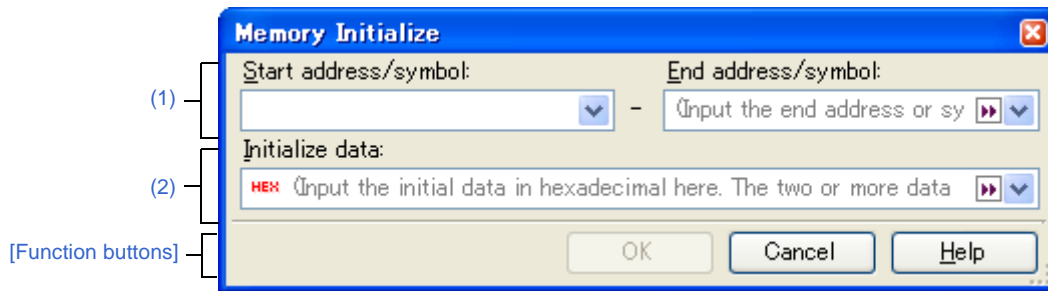 Memory Initialize
Start address/symbol: End address/symbol:
(1) - (Input the end address or sy
Initialize data:
(2) HEX (Input the initial data in hexadecimal here. The two or more data
[Function buttons] OK Cancel Help